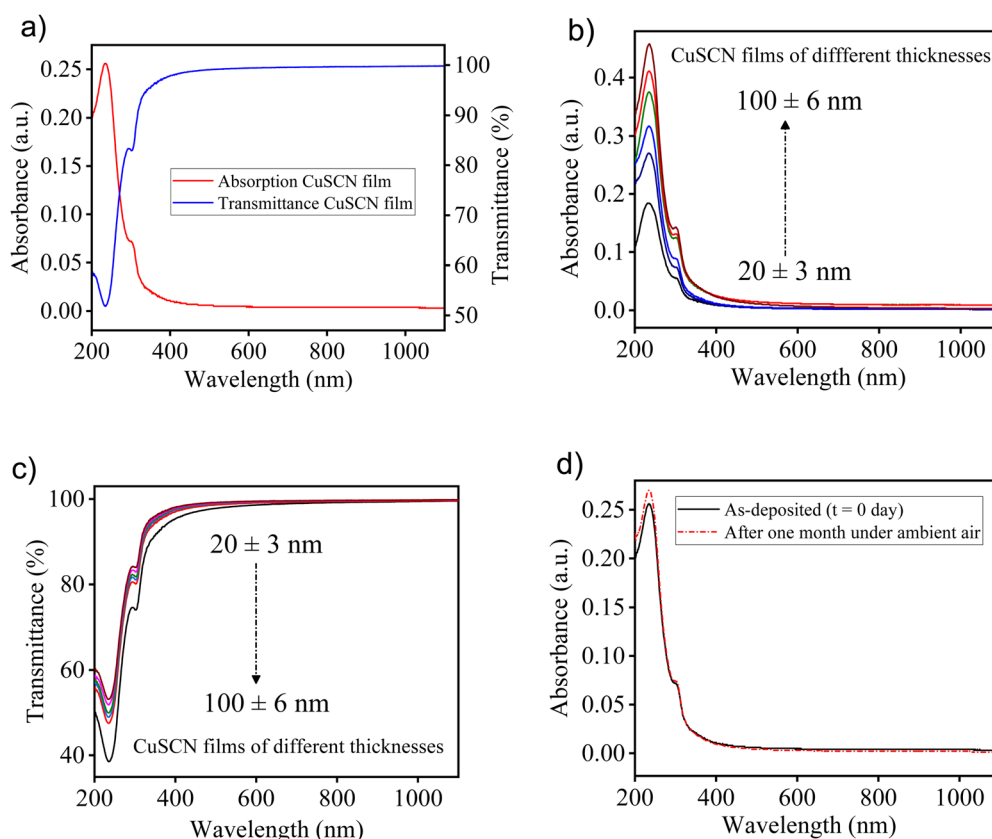 a)
0.25
0.20
0.15
0.10
0.05
0.00
Absorbance (a.u.)
100
90
80
70
60
50
Transmittance (%)
Absorption CuSCN film
Transmittance CuSCN film
200 400 600 800 1000
Wavelength (nm)
b)
CuSCN films of diffferent thicknesses
0.4
0.3
0.2
0.1
0.0
Absorbance (a.u.)
100 ± 6 nm
20 ± 3 nm
200 400 600 800 1000
Wavelength (nm)
c)
100
80
60
40
Transmittance (%)
20 ± 3 nm
100 ± 6 nm
CuSCN films of different thicknesses
200 400 600 800 1000
Wavelength (nm)
d)
0.25
0.20
0.15
0.10
0.05
0.00
Absorbance (a.u.)
As-deposited (t = 0 day)
After one month under ambient air
200 400 600 800 1000
Wavelength (nm)